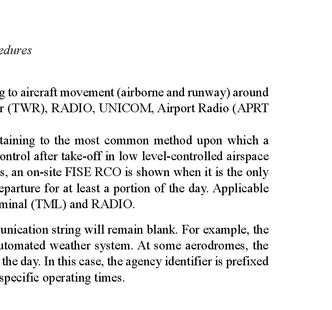 edures
g to aircraft movement (airborne and runway) around
r (TWR), RADIO, UNICOM, Airport Radio (APRT
taining to the most common method upon which a
ontrol after take-off in low level-controlled airspace
s, an on-site FISE RCO is shown when it is the only
eparture for at least a portion of the day. Applicable
minal (TML) and RADIO.
unication string will remain blank. For example, the
utomated weather system. At some aerodromes, the
the day. In this case, the agency identifier is prefixed
specific operating times.